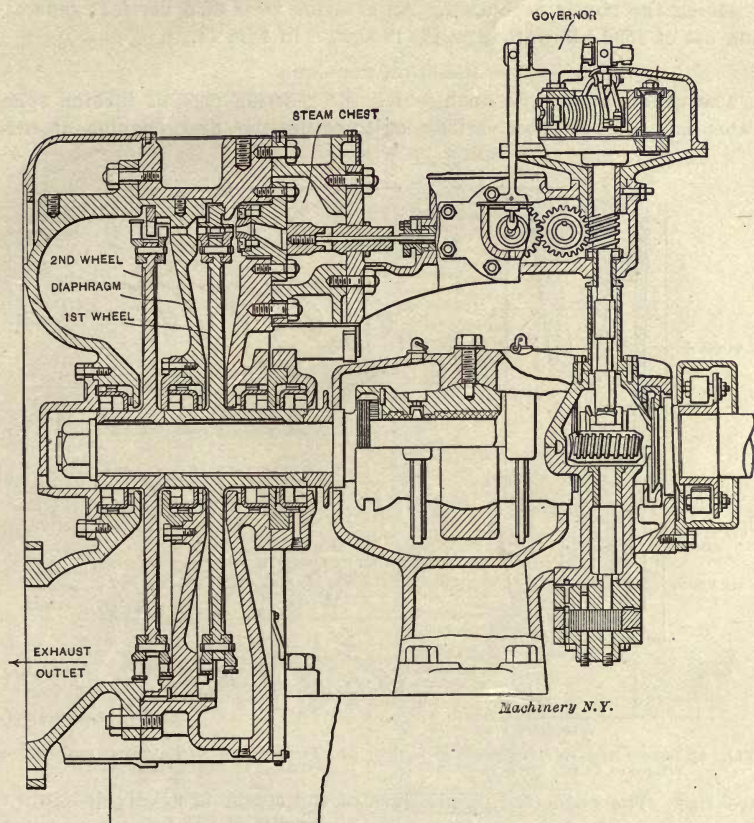 GOVERNOR
STEAM CHEST
2ND WHEEL
DIAPHRAGM
1ST WHEEL
EXHAUST
OUTLET
Machinery N.Y.